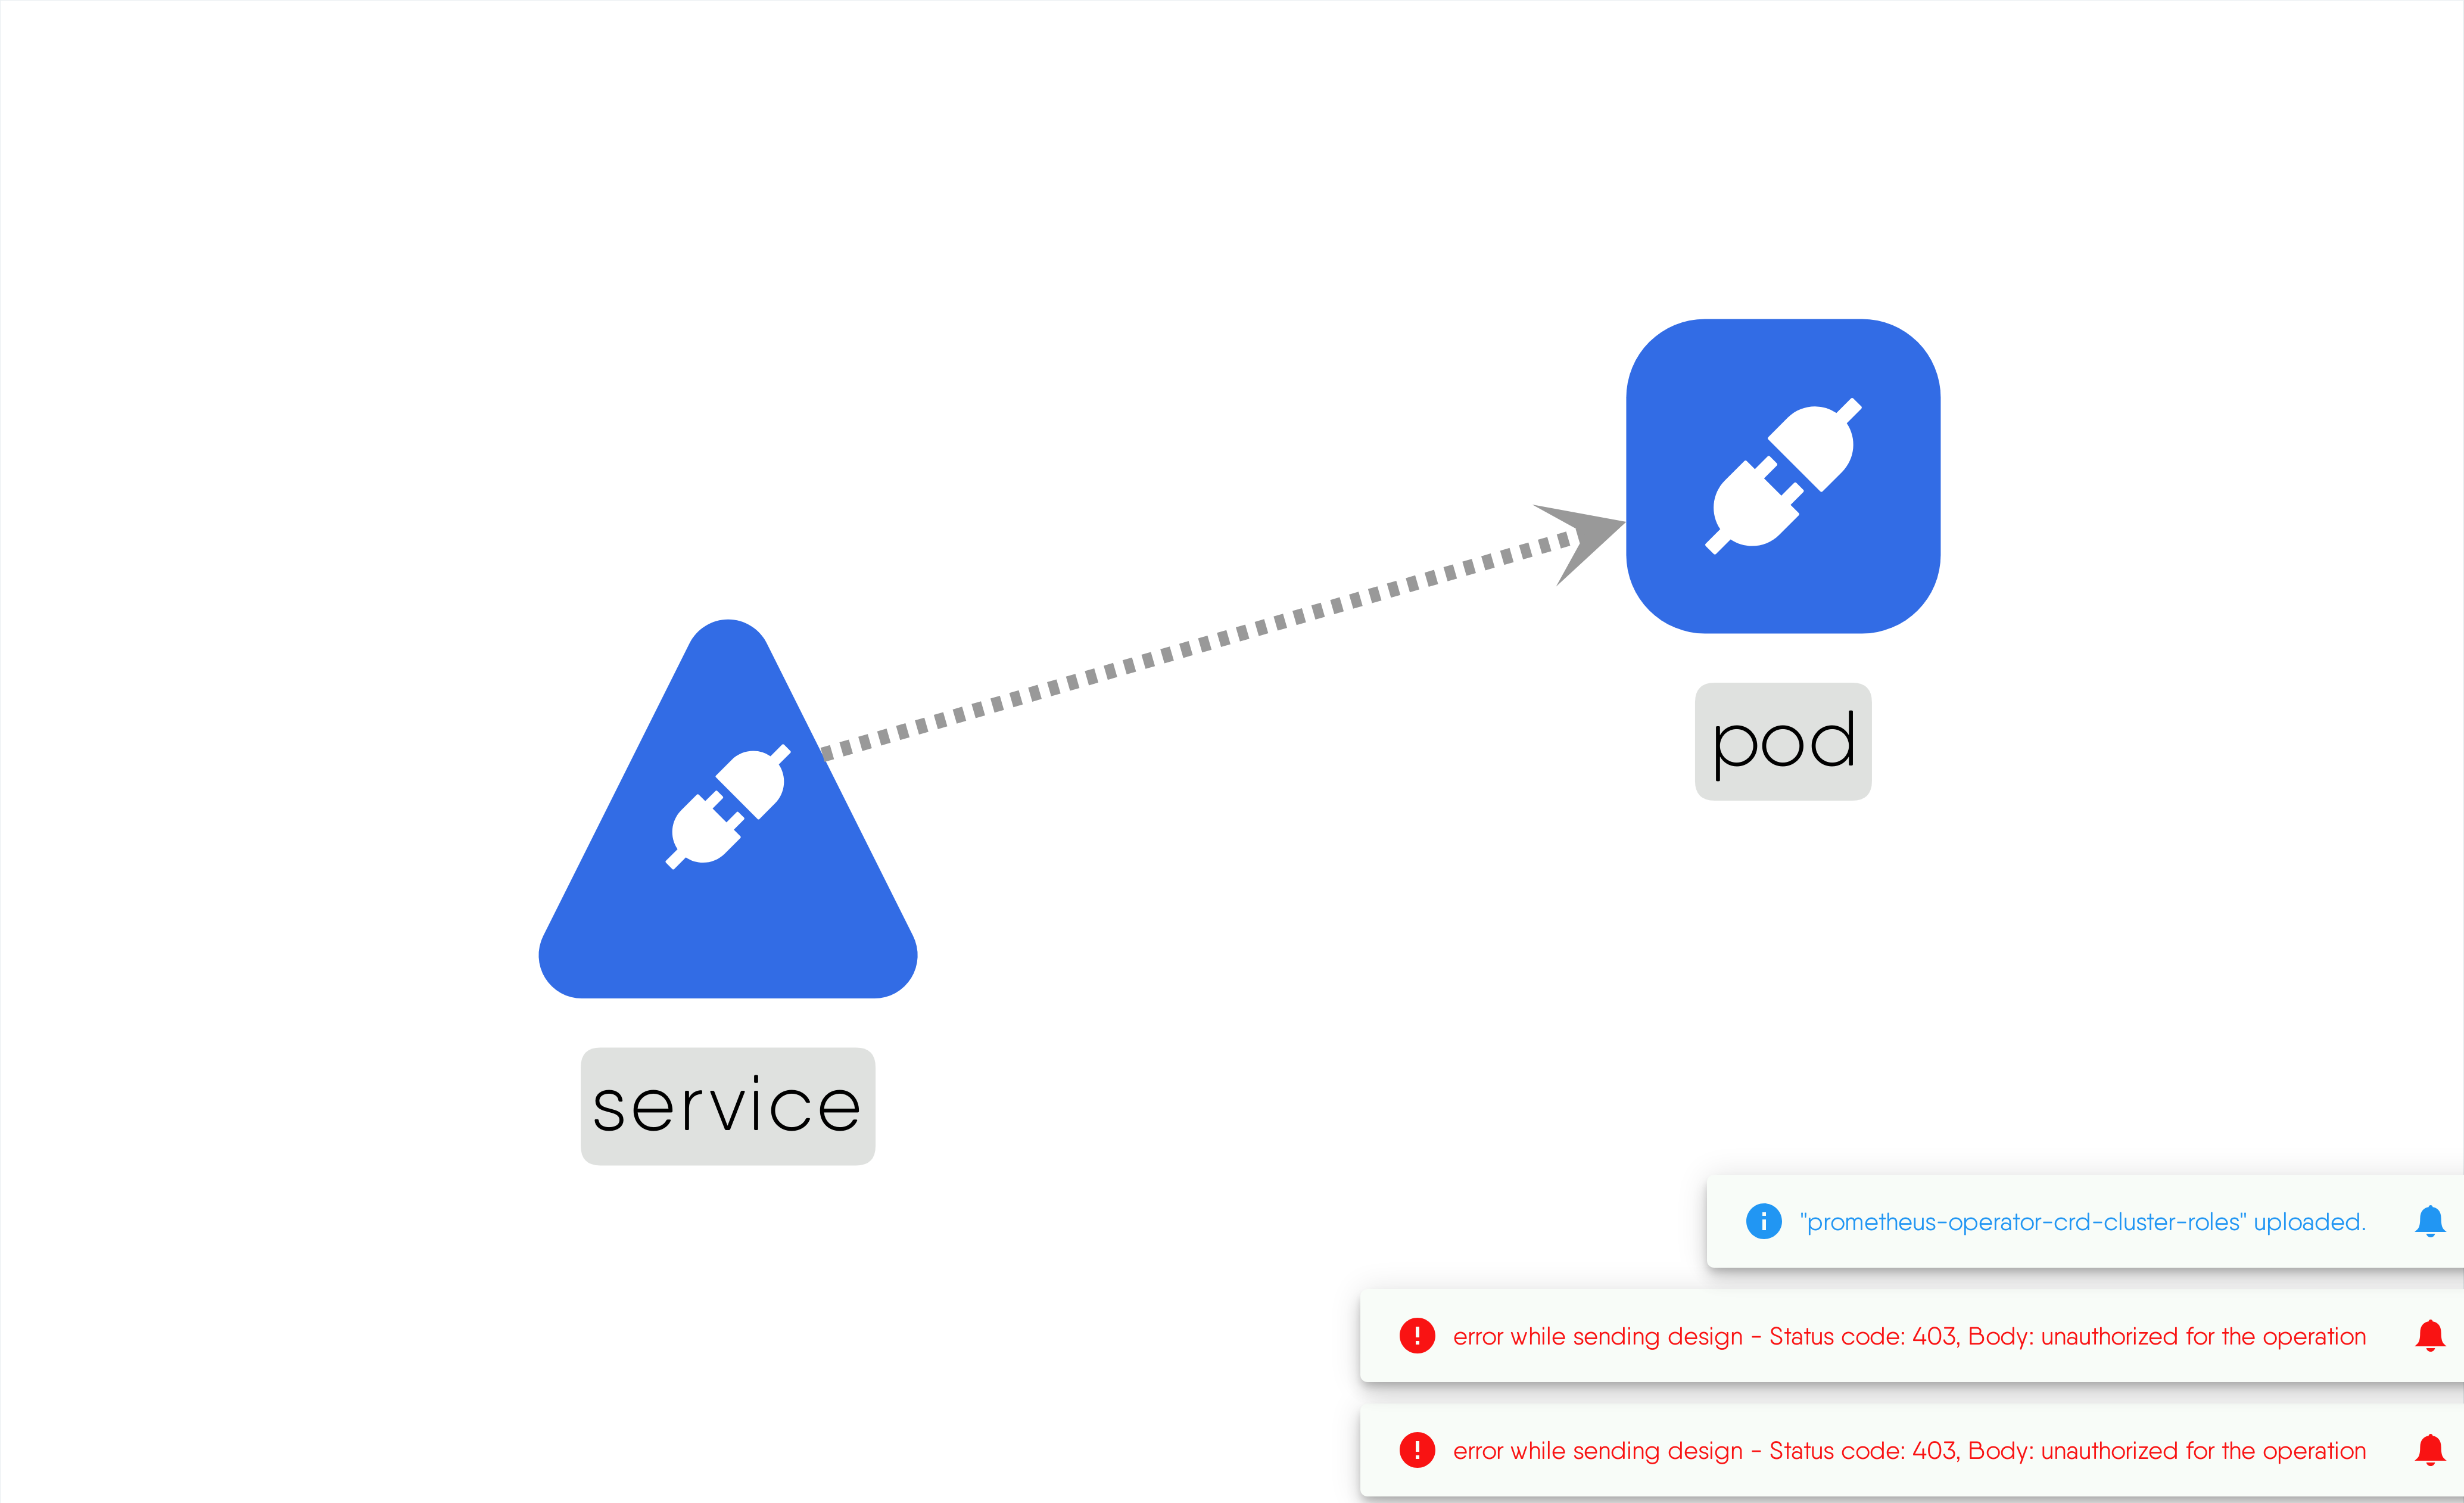 pod
service
"prometheus-operator-crd-cluster-roles" uploaded.
error while sending design - Status code: 403, Body: unauthorized for the operation
error while sending design - Status code: 403, Body: unauthorized for the operation